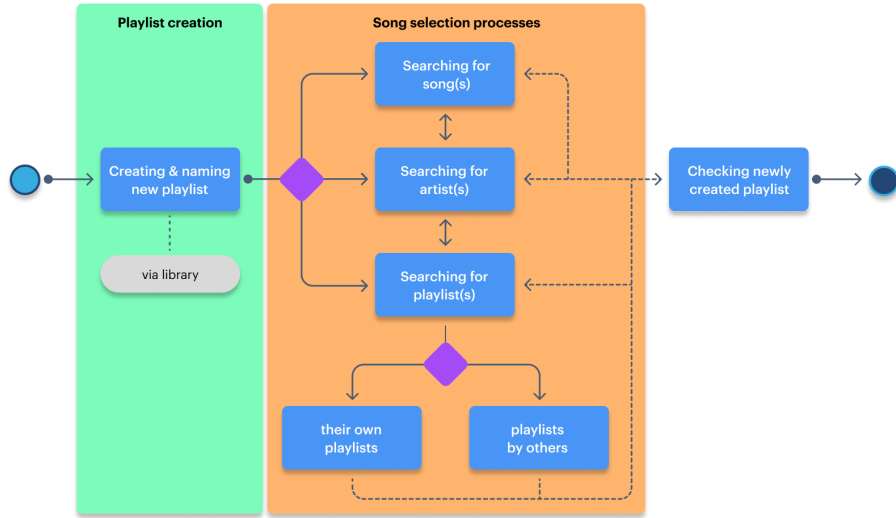 Playlist creation
Song selection processes
Searching for
song(s)
Creating & naming
new playlist
Searching for
artist(s)
Checking newly
created playlist
via library
Searching for
playlist(s)
their own
playlists
playlists
by others